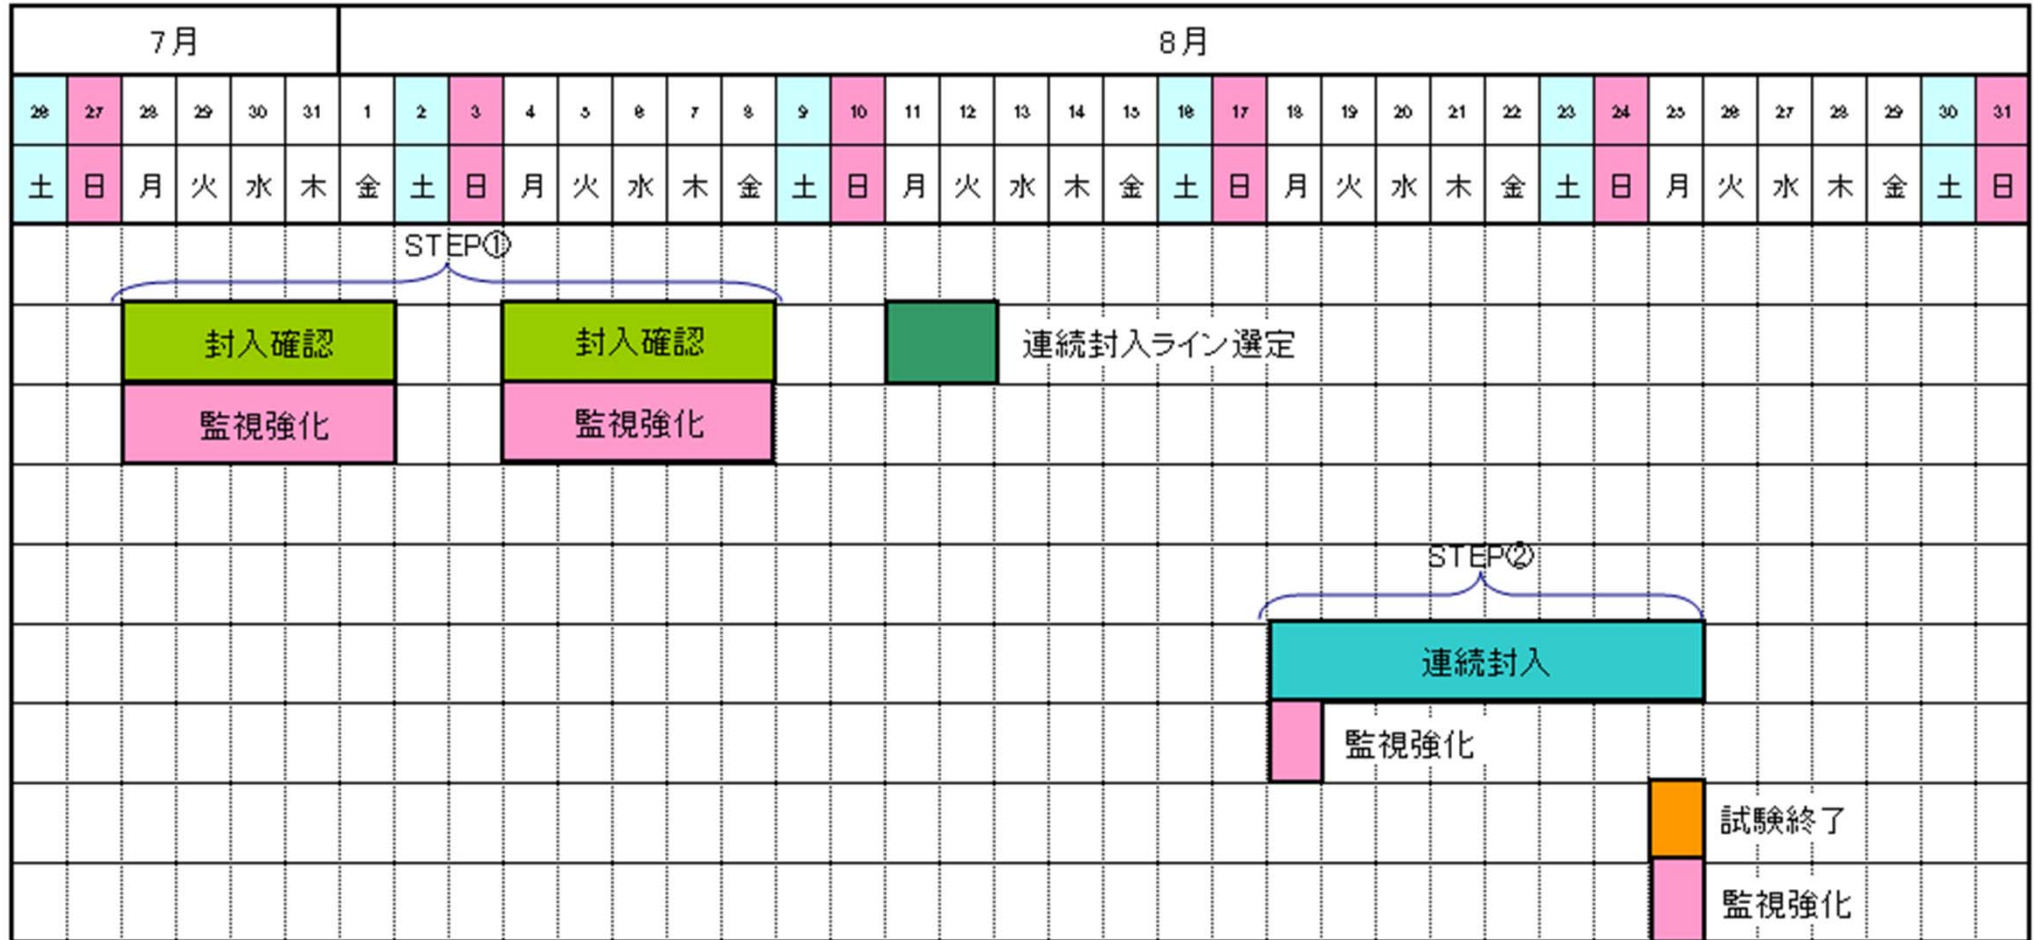 7月 8月
26 27 28 29 30 31 1 2 3 4 5 6 7 8 9 10 11 12 13 14 15 16 17 18 19 20 21 22 23 24 25 26 27 28 29 30 31
土 日 月 火 水 木 金 土 日 月 火 水 木 金 土 日 月 火 水 木 金 土 日 月 火 水 木 金 土 日 月 火 水 木 金 土 日
STEP①
封入確認 封入確認 連続封入ライン選定
監視強化 監視強化
STEP②
連続封入
監視強化
試験終了
監視強化